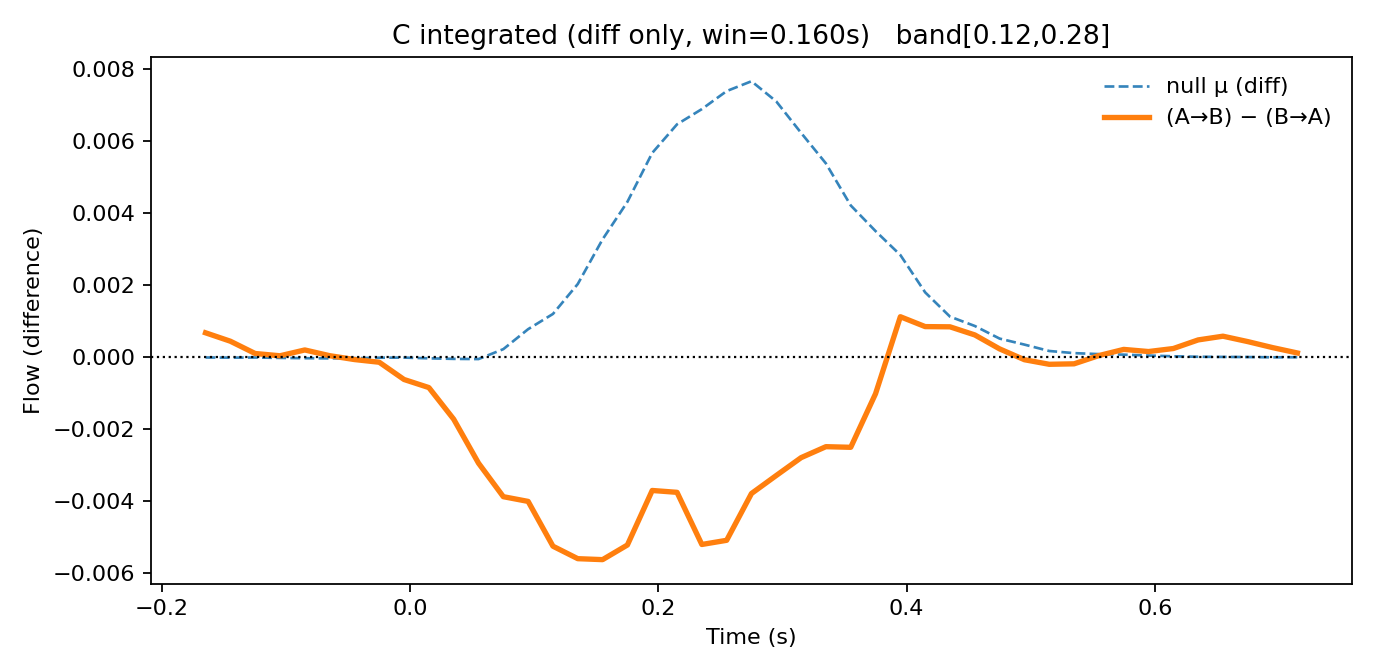 C integrated (diff only, win=0.160s)   band[0.12,0.28]
null μ (diff)
(A→B) − (B→A)
Flow (difference)
0.008
0.006
0.004
0.002
0.000
−0.002
−0.004
−0.006
−0.2 0.0 0.2 0.4 0.6
Time (s)